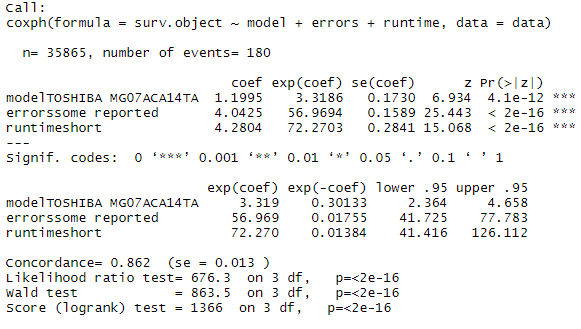 Call:
coxph(formula = surv.object ~ model + errors + runtime, data = data)
n= 35865, number of events= 180
coef exp(coef) se(coef) z Pr(>|z|)
modelTOSHIBA MG07ACA14TA 1.1995 3.3186 0.1730 6.934 4.1e-12 ***
errorssome reported 4.0425 56.9694 0.1589 25.443 < 2e-16 ***
runtimeshort 4.2804 72.2703 0.2841 15.068 < 2e-16 ***
---
Signif. codes: 0 ‘***’ 0.001 ‘**’ 0.01 ‘*’ 0.05 ‘.’ 0.1 ‘ ’ 1
exp(coef) exp(-coef) lower .95 upper .95
modelTOSHIBA MG07ACA14TA 3.319 0.30133 2.364 4.658
errorssome reported 56.969 0.01755 41.725 77.783
runtimeshort 72.270 0.01384 41.416 126.112
Concordance= 0.862 (se = 0.013 )
Likelihood ratio test= 676.3 on 3 df, p=<2e-16
Wald test = 863.5 on 3 df, p=<2e-16
Score (logrank) test = 1366 on 3 df, p=<2e-16